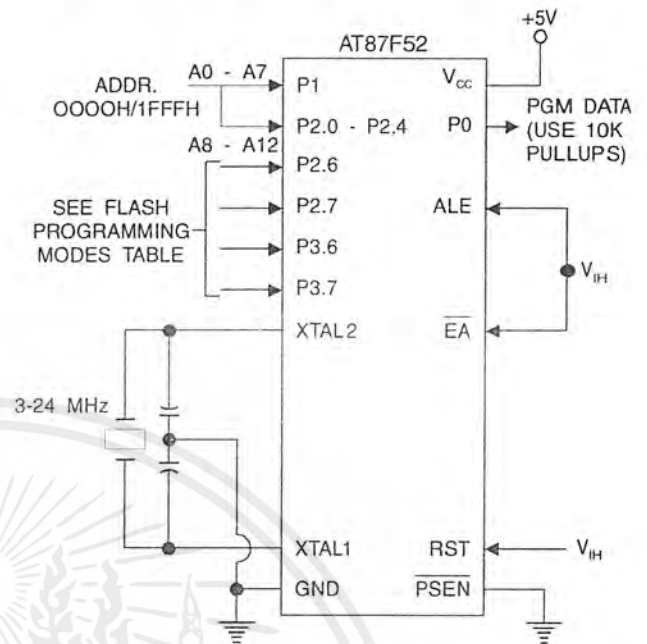 +5V
AT87F52
A0 - A7
ADDR.
OOOOH/1FFFH
P1
VCC
PGM DATA
(USE 10K
PULLUPS)
P2.0 - P2.4
P0
A8 - A12
P2.6
SEE FLASH
PROGRAMMING
MODES TABLE
P2.7
ALE
P3.6
VIH
P3.7
XTAL2
EA
3-24 MHz
XTAL1
RST
VIH
GND
PSEN